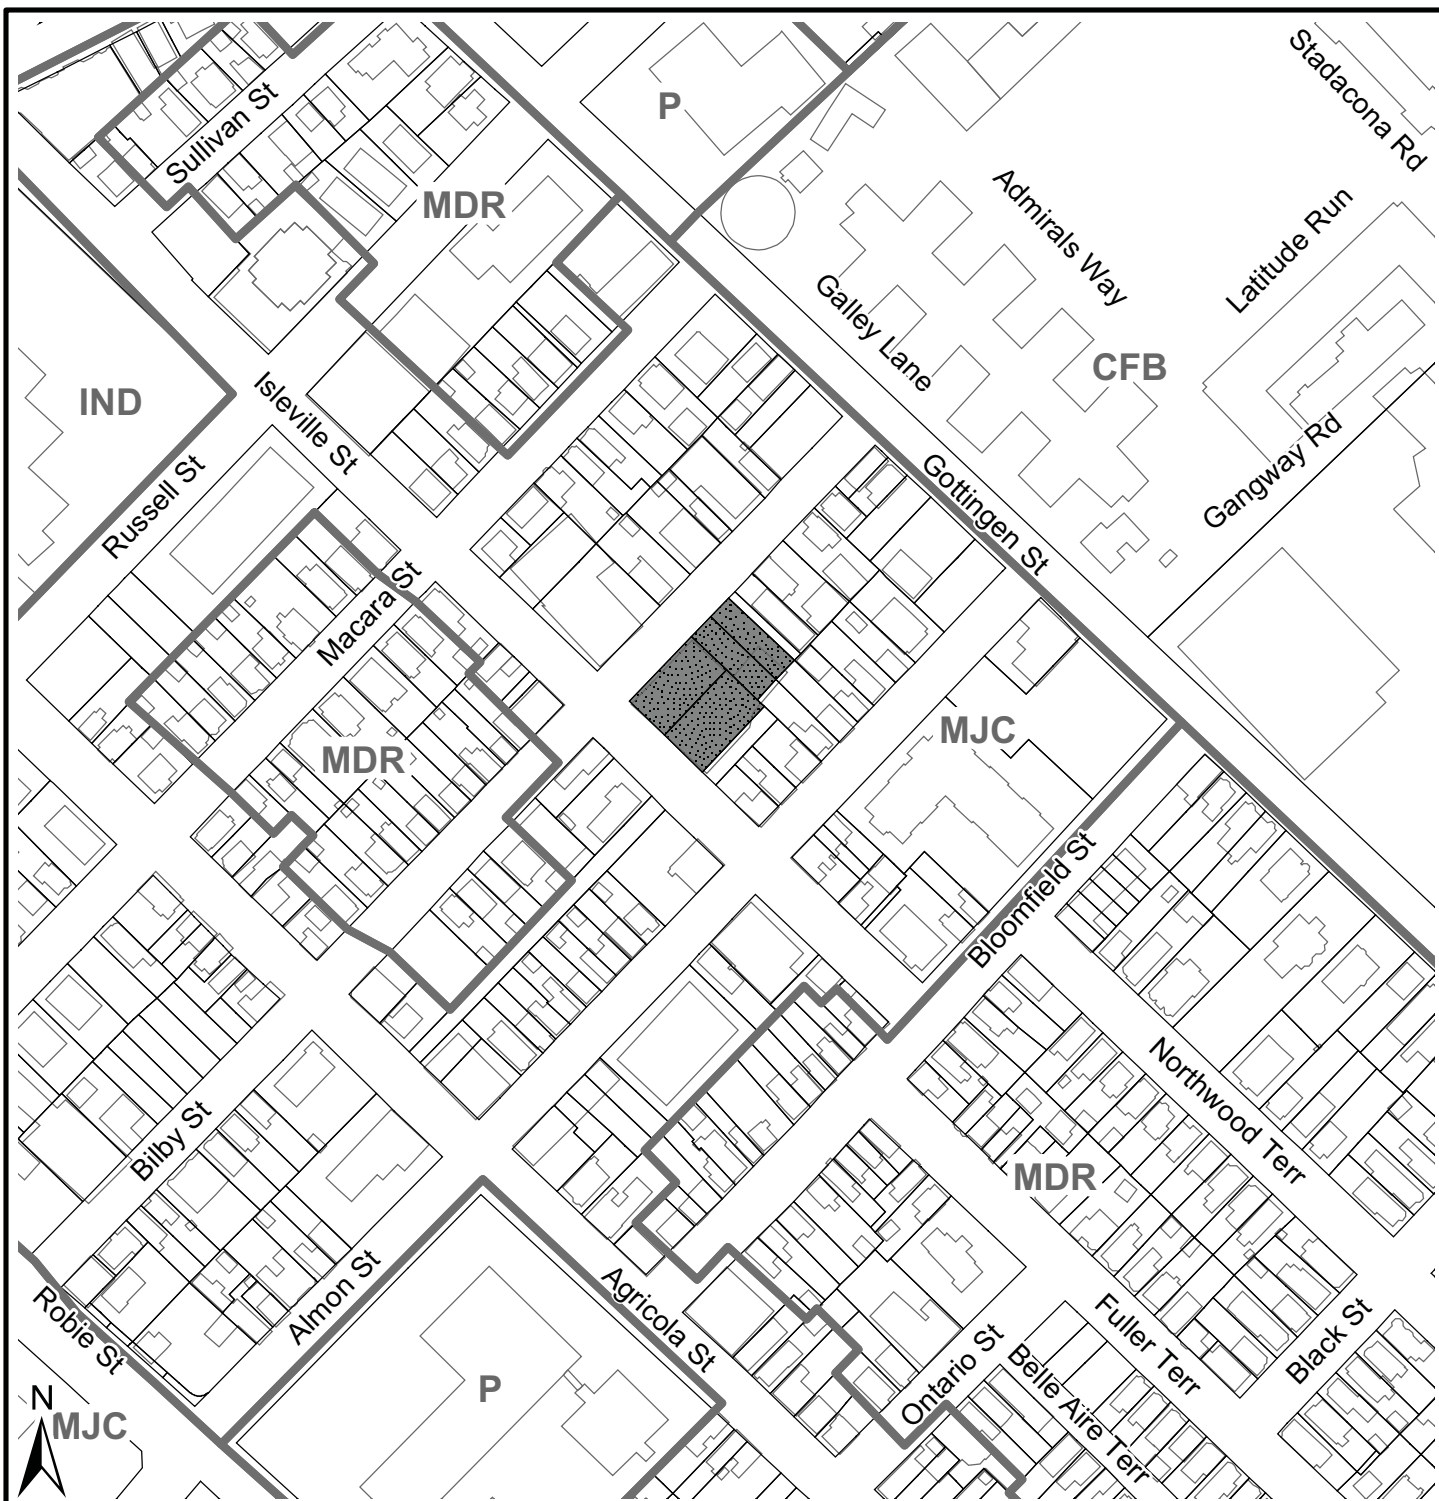 Stadacona Rd
P
Sullivan St
MDR
Admirals Way
Latitude Run
Galley Lane
CFB
IND
Isleville St
Gangway Rd
Russell St
Gottingen St
Macara St
MJC
MDR
Bloomfield St
Northwood Terr
Bilby St
MDR
Almon St
Agricola St
Robie St
Fuller Terr
Black St
Ontario St
Belle Aire Terr
P
N
MJC